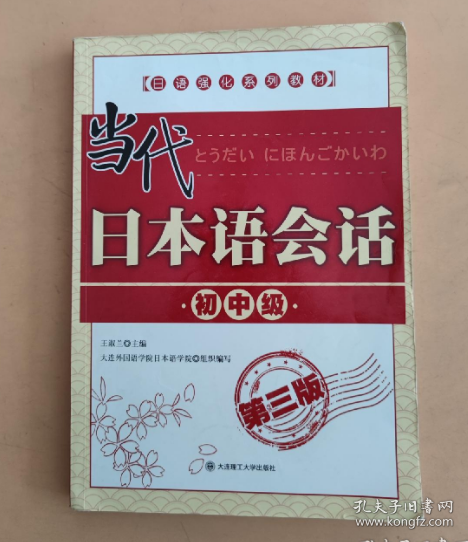 【日语强化系列教材】
当代
とうだい にほんごかいわ
日本语会话
·初中级·
王淑兰◆主编
大连外国语学院日本语学院◆组织编写
第三版
大连理工大学出版社
孔夫子旧书网
www.kongfz.com